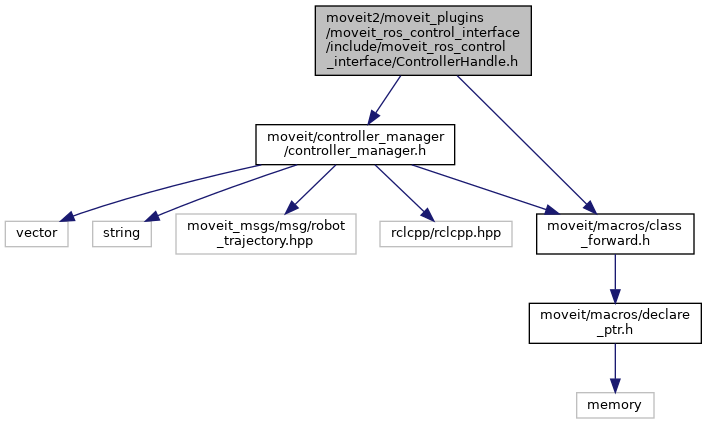 moveit2/moveit_plugins
/moveit_ros_control_interface
/include/moveit_ros_control
_interface/ControllerHandle.h
moveit/controller_manager
/controller_manager.h
vector
string
moveit_msgs/msg/robot
_trajectory.hpp
rclcpp/rclcpp.hpp
moveit/macros/class
_forward.h
moveit/macros/declare
_ptr.h
memory